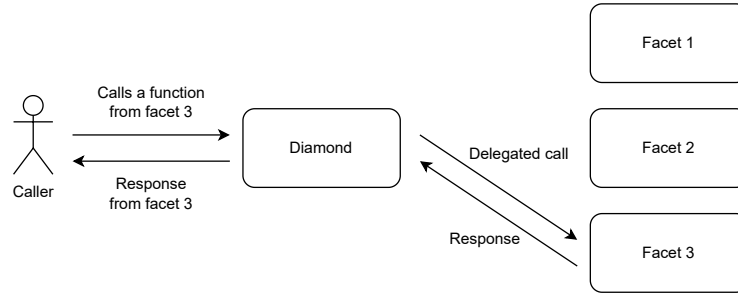 Facet 1
Calls a function
from facet 3
Diamond
Delegated call
Facet 2
Caller
Response
from facet 3
Response
Facet 3